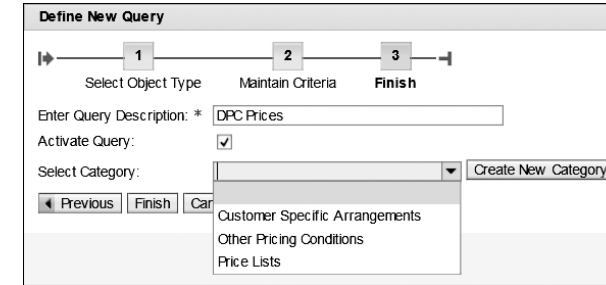 Define New Query
1 2 3
Select Object Type Maintain Criteria Finish
Enter Query Description: * DPC Prices
Activate Query:
Select Category: Create New Category
Previous Finish
Customer Specific Arrangements
Other Pricing Conditions
Price Lists